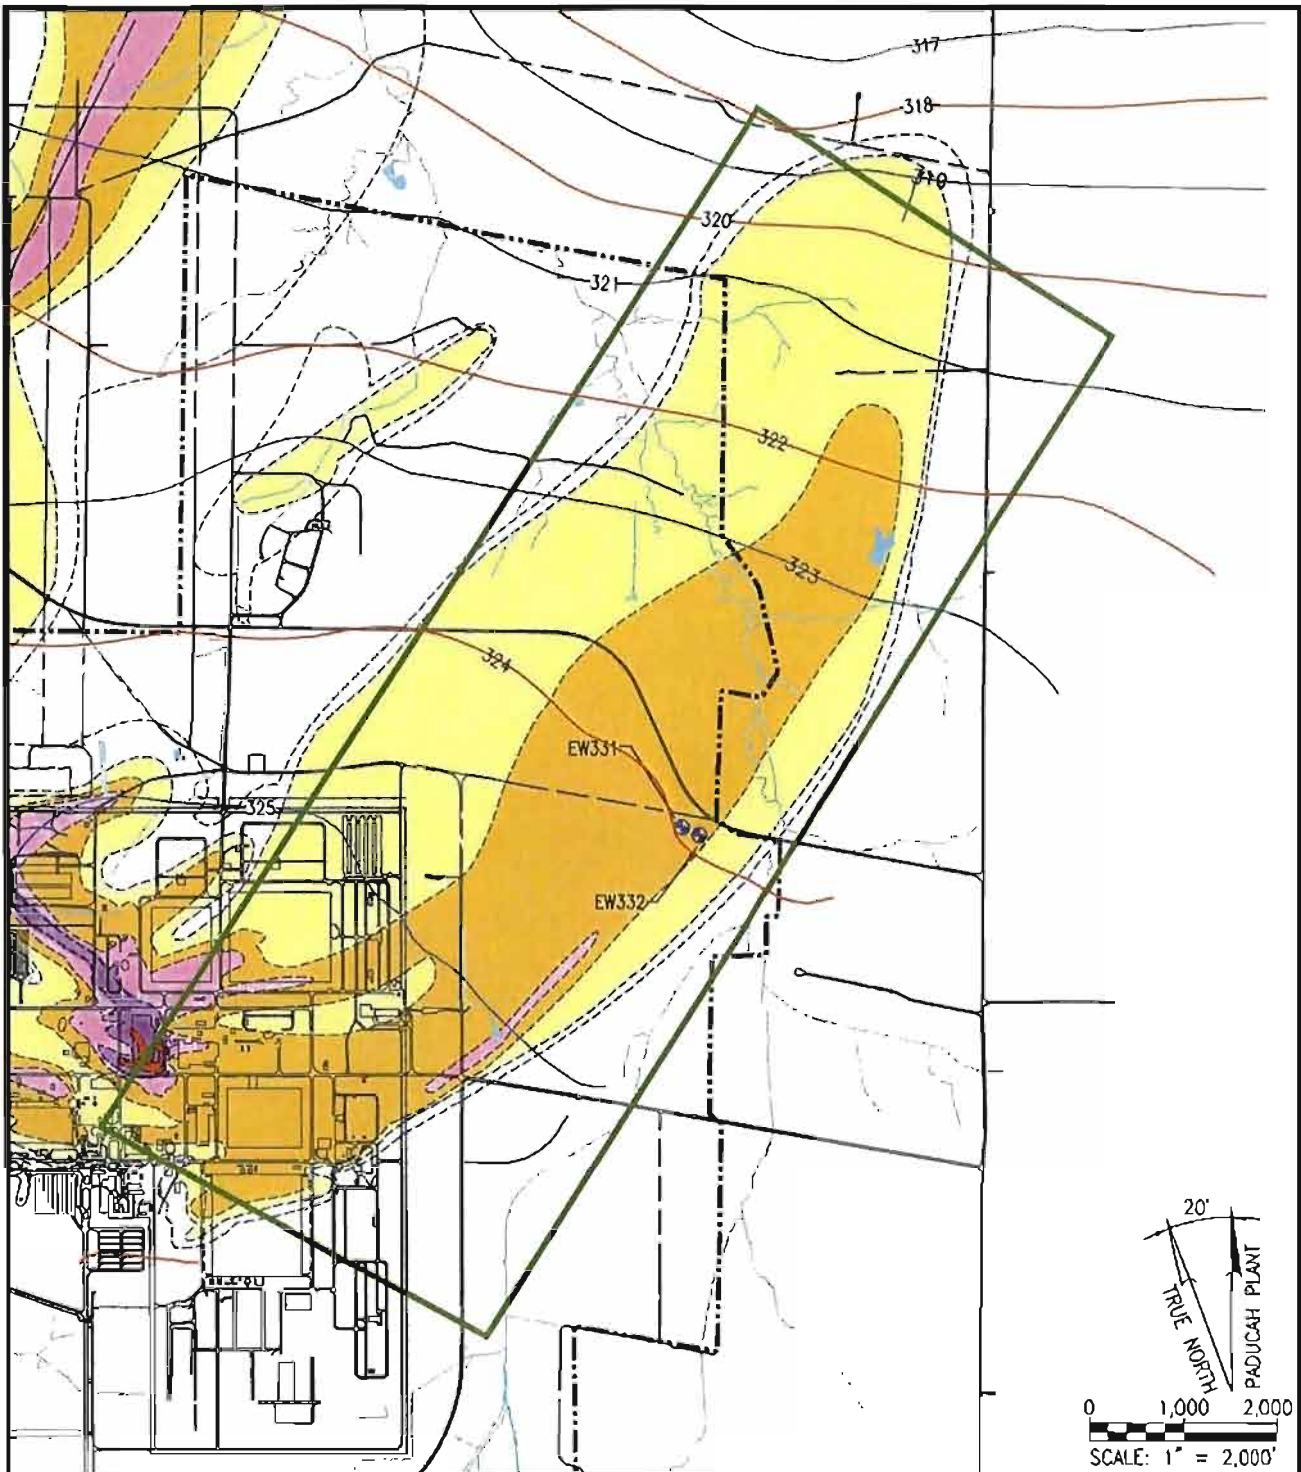 317
318
319
320
321
322
323
324
EW331
325
EW332
20'
TRUE NORTH
PADUCAH PLANT
0 1,000 2,000
SCALE: 1" = 2,000'